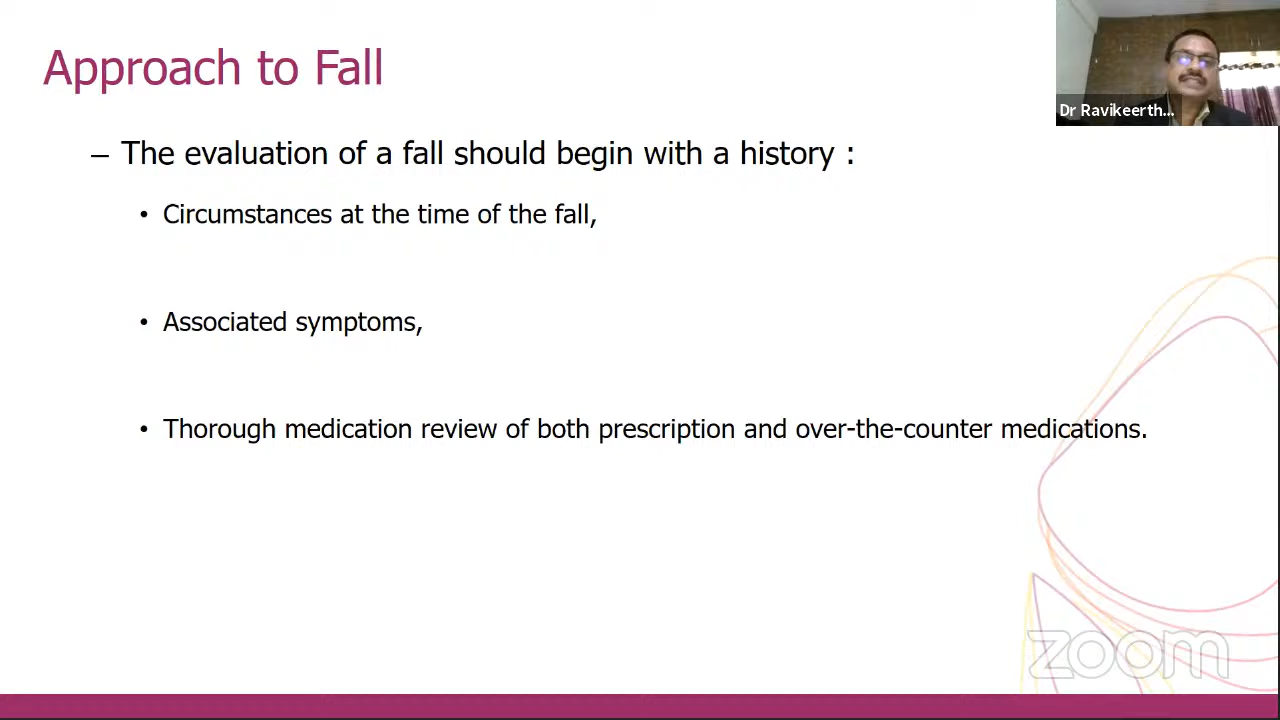 Approach to Fall
Dr Ravikeerth...
– The evaluation of a fall should begin with a history :
• Circumstances at the time of the fall,
• Associated symptoms,
• Thorough medication review of both prescription and over-the-counter medications.
zoom